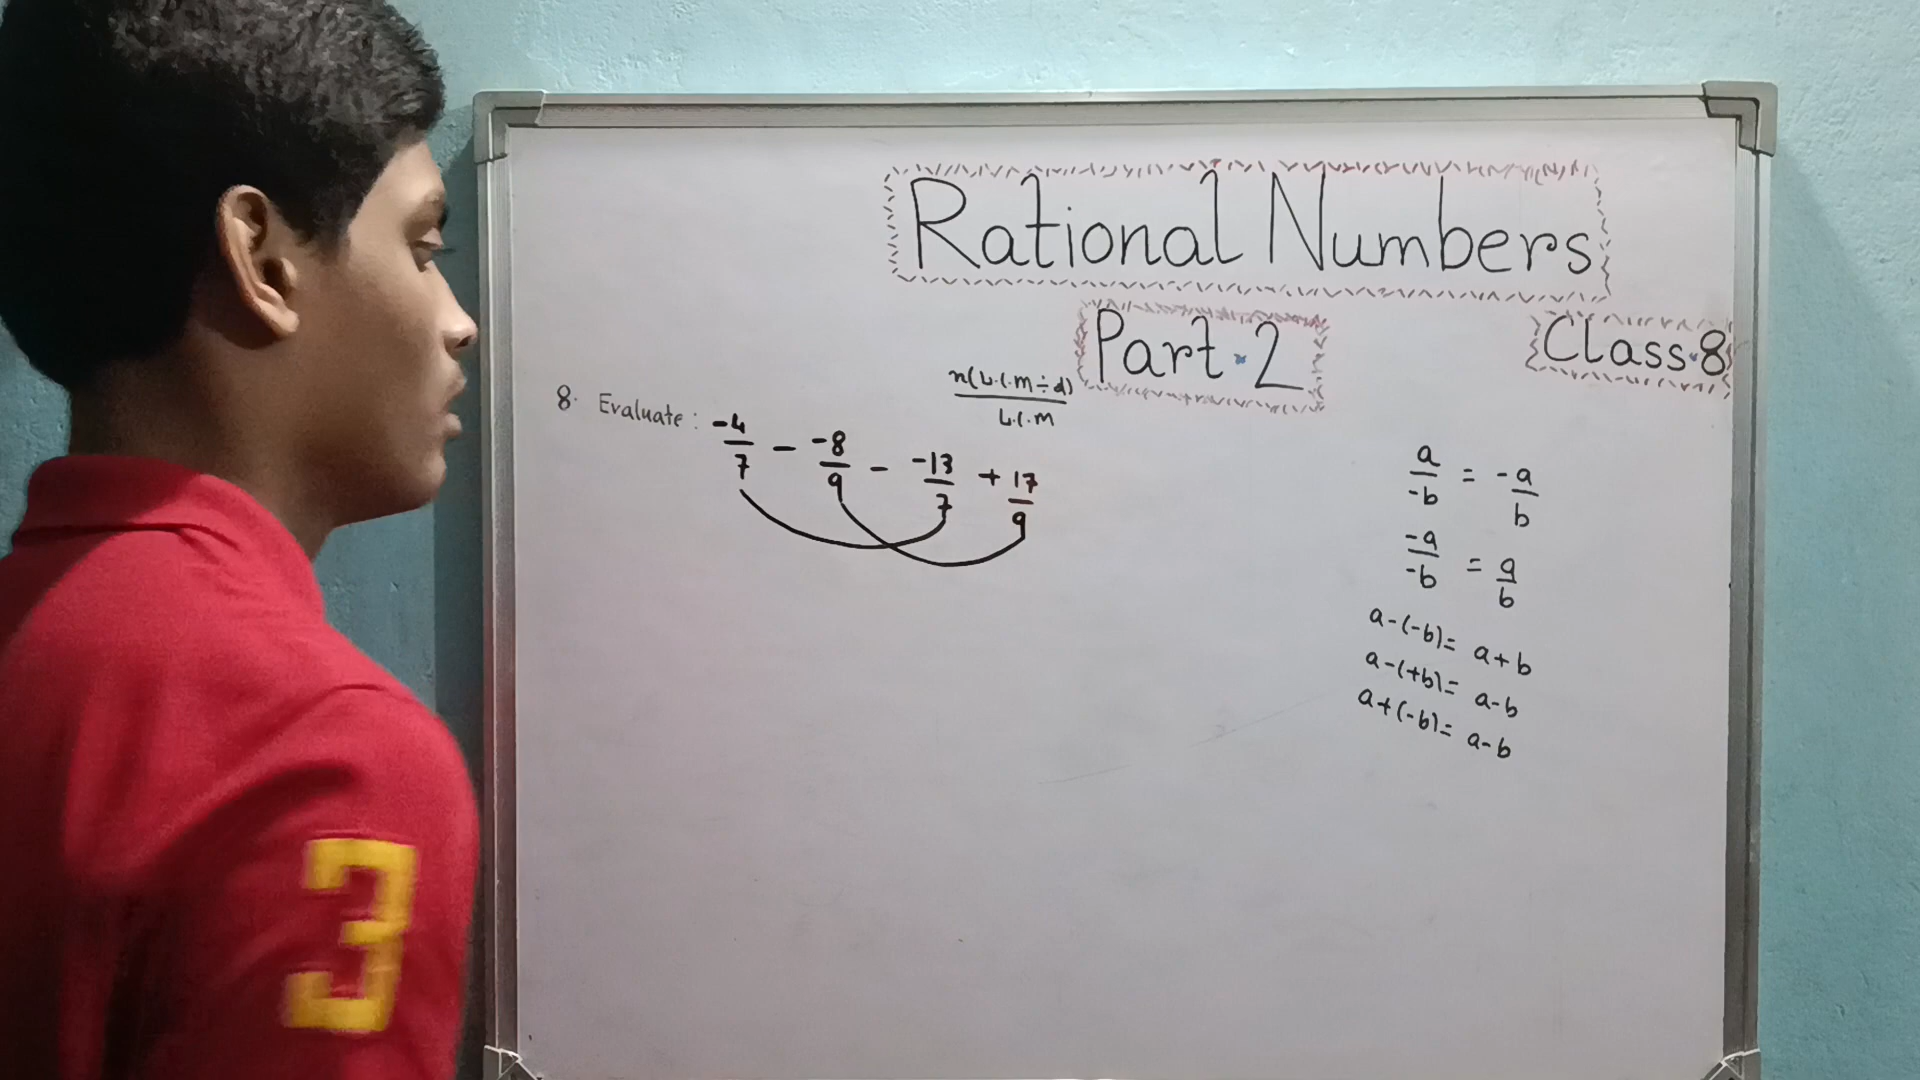 Rational Numbers
Part·2
Class·8
n(L.C.M÷d)
L.C.M
8. Evaluate: -4/7 - -8/9 - -13/7 + 17/9
a/-b = -a/b
-a/-b = a/b
a-(-b)= a+b
a-(+b)= a-b
a+(-b)= a-b
3